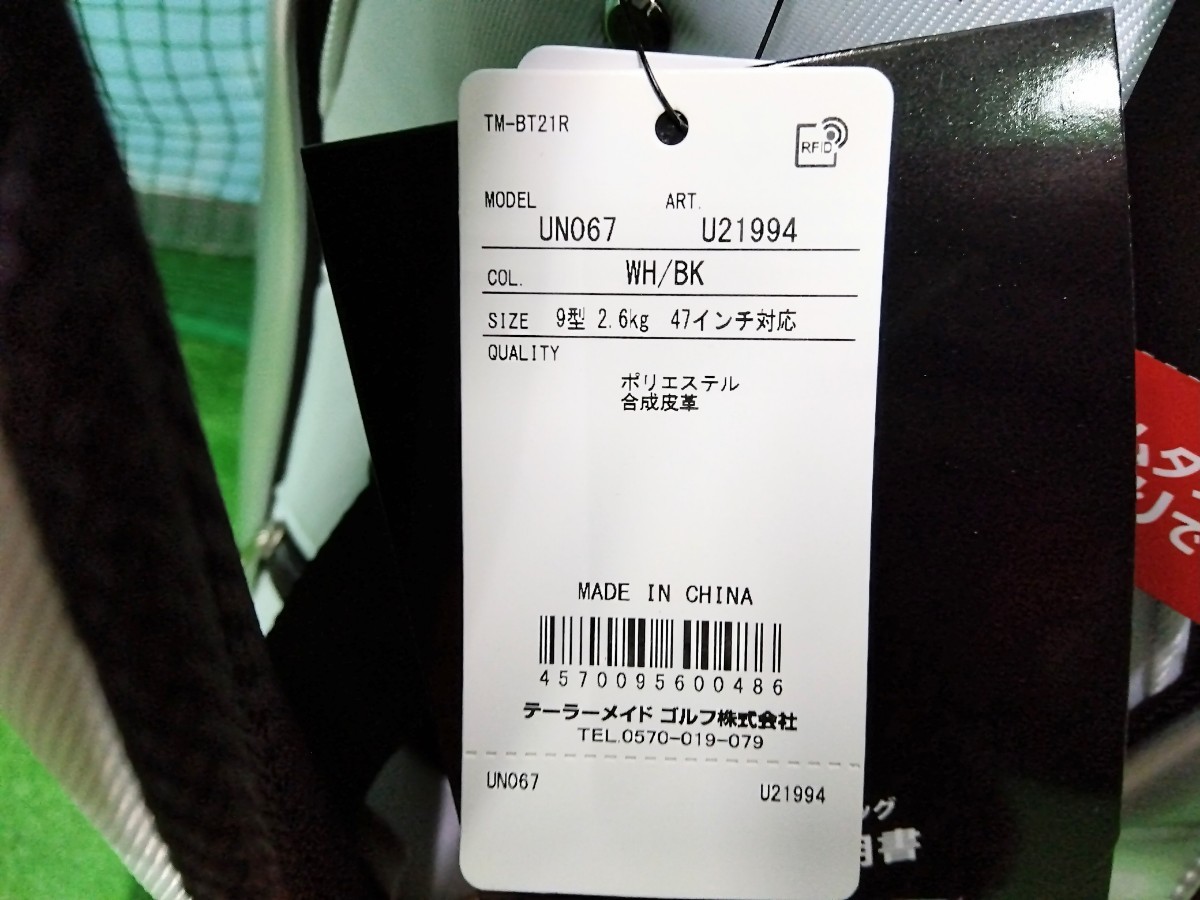 TM-BT21R
RFID
MODEL ART.
UN067 U21994
COL. WH/BK
SIZE 9型 2.6kg 47インチ対応
QUALITY
ポリエステル
合成皮革
MADE IN CHINA
4570095600486
テーラーメイド ゴルフ株式会社
TEL.0570-019-079
UN067 U21994